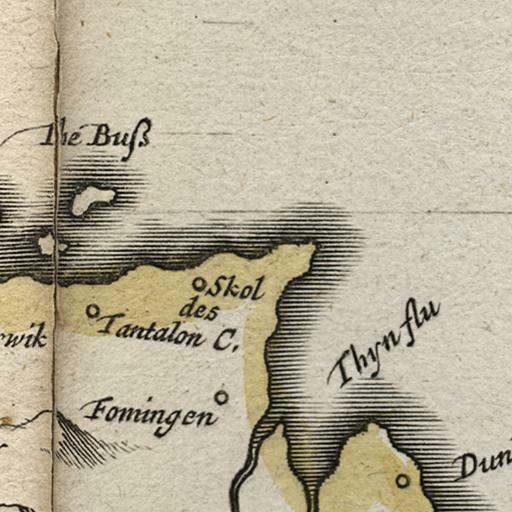 The Buß
Skol
des
Tantalon C.
rwik
Thyn flu
Fomingen
Dun